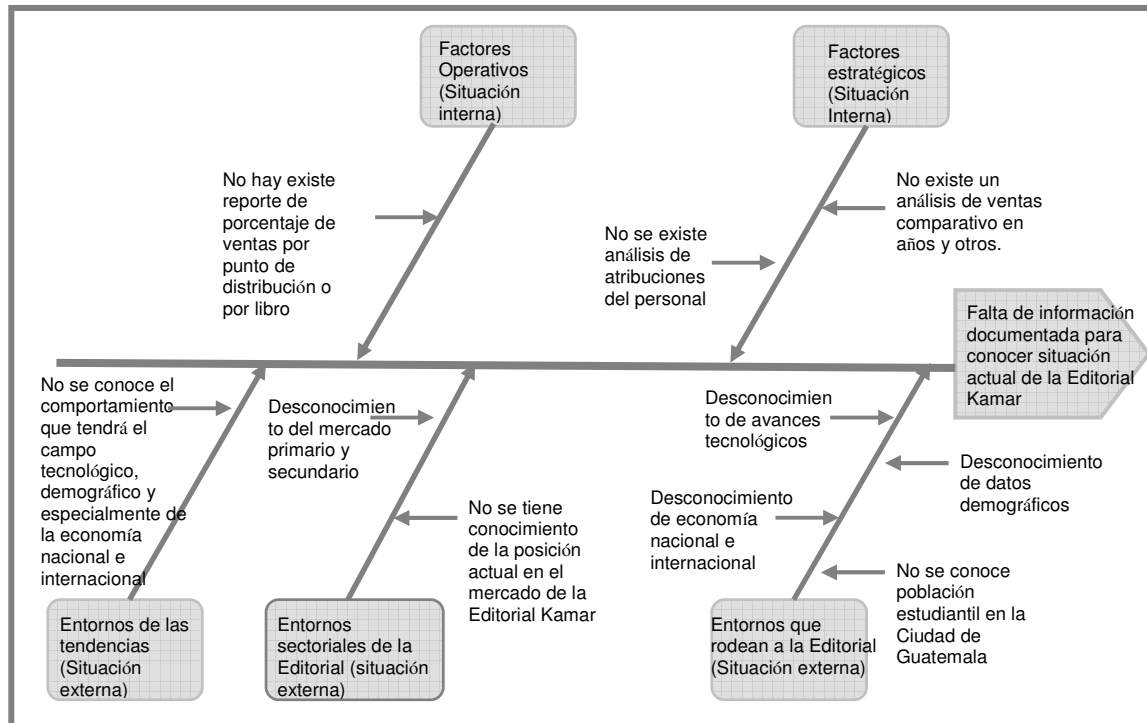 Factores
Operativos
(Situación
interna)
Factores
estratégicos
(Situación
Interna)
No hay existe
reporte de
porcentaje de
ventas por
punto de
distribución o
por libro
No se existe
análisis de
atribuciones
del personal
No existe un
análisis de ventas
comparativo en
años y otros.
Falta de información
documentada para
conocer situación
actual de la Editorial
Kamar
No se conoce el
comportamiento
que tendrá el
campo
tecnológico,
demográfico y
especialmente de
la economía
nacional e
internacional
Desconocimien
to del mercado
primario y
secundario
No se tiene
conocimiento
de la posición
actual en el
mercado de la
Editorial Kamar
Desconocimien
to de avances
tecnológicos
Desconocimiento
de economía
nacional e
internacional
Desconocimiento
de datos
demográficos
No se conoce
población
estudiantil en la
Ciudad de
Guatemala
Entornos de las
tendencias
(Situación
externa)
Entornos
sectoriales de la
Editorial (situación
externa)
Entornos que
rodean a la Editorial
(Situación externa)